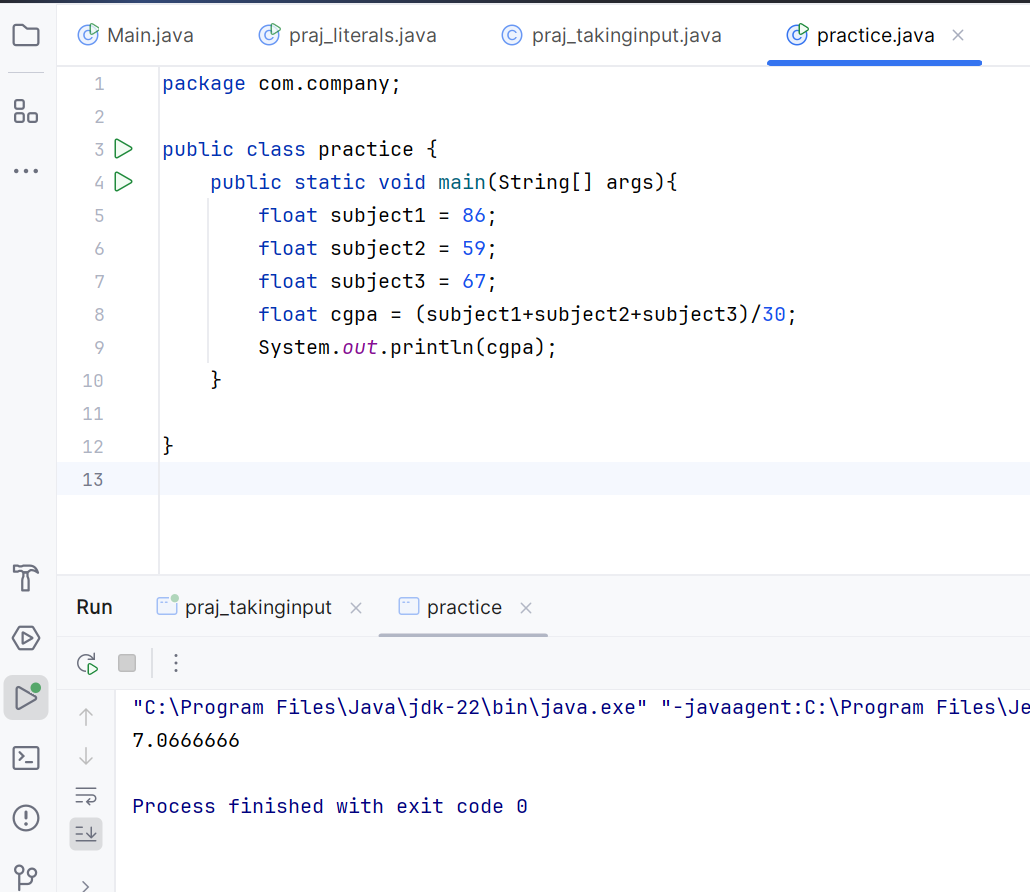 Main.java praj_literals.java praj_takinginput.java practice.java
1 package com.company;
2
3 public class practice {
4     public static void main(String[] args){
5         float subject1 = 86;
6         float subject2 = 59;
7         float subject3 = 67;
8         float cgpa = (subject1+subject2+subject3)/30;
9         System.out.println(cgpa);
10     }
11
12 }
13
Run praj_takinginput practice
"C:\Program Files\Java\jdk-22\bin\java.exe" "-javaagent:C:\Program Files\Je
7.0666666
Process finished with exit code 0